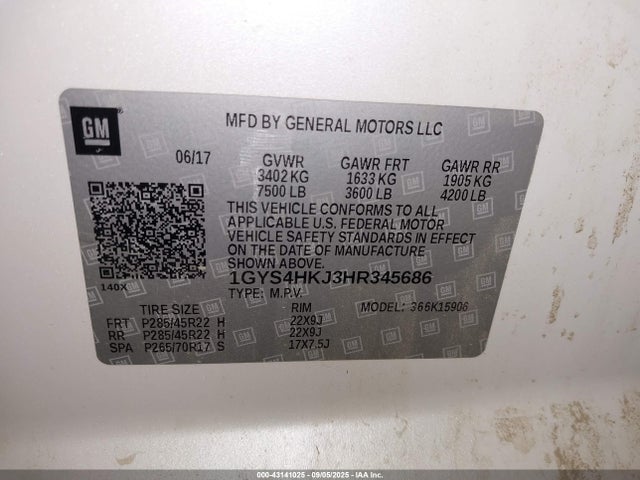 GM
MFD BY GENERAL MOTORS LLC
06/17 GVWR GAWR FRT GAWR RR
3402 KG 1633 KG 1905 KG
7500 LB 3600 LB 4200 LB
THIS VEHICLE CONFORMS TO ALL
APPLICABLE U.S. FEDERAL MOTOR
VEHICLE SAFETY STANDARDS IN EFFECT
ON THE DATE OF MANUFACTURE
SHOWN ABOVE.
1GYS4HKJ3HR345686
140X TYPE: M.P.V.
TIRE SIZE RIM MODEL: 366K15906
FRT P285/45R22 H 22X9J
RR P285/45R22 H 22X9J
SPA P265/70R17 S 17X7.5J
000-43141025 - 09/05/2025 - Copyright 2025 IAA, Inc.